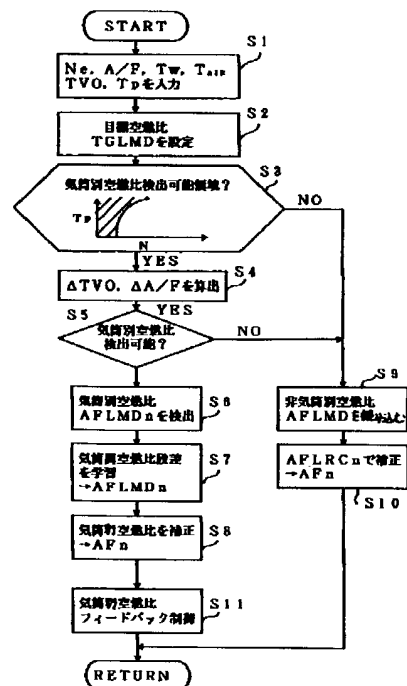 START
S1
Ne, A/F, Tw, TAIR
TVO, Tpを入力
S2
目標空燃比
TGLMDを設定
S3
気筒別空燃比検出可能領域?
NO
Tp
N
YES
S4
ΔTVO, ΔA/Fを算出
S5
YES
気筒別空燃比
検出可能?
NO
S6
気筒別空燃比
AFLMDnを検出
S9
非気筒別空燃比
AFLMDを読み込む
S7
気筒間空燃比段差
を学習
→AFLMDn
AFLRCnで補正
→AFn
S10
S8
気筒別空燃比を補正
→AFn
S11
気筒別空燃比
フィードバック制御
RETURN